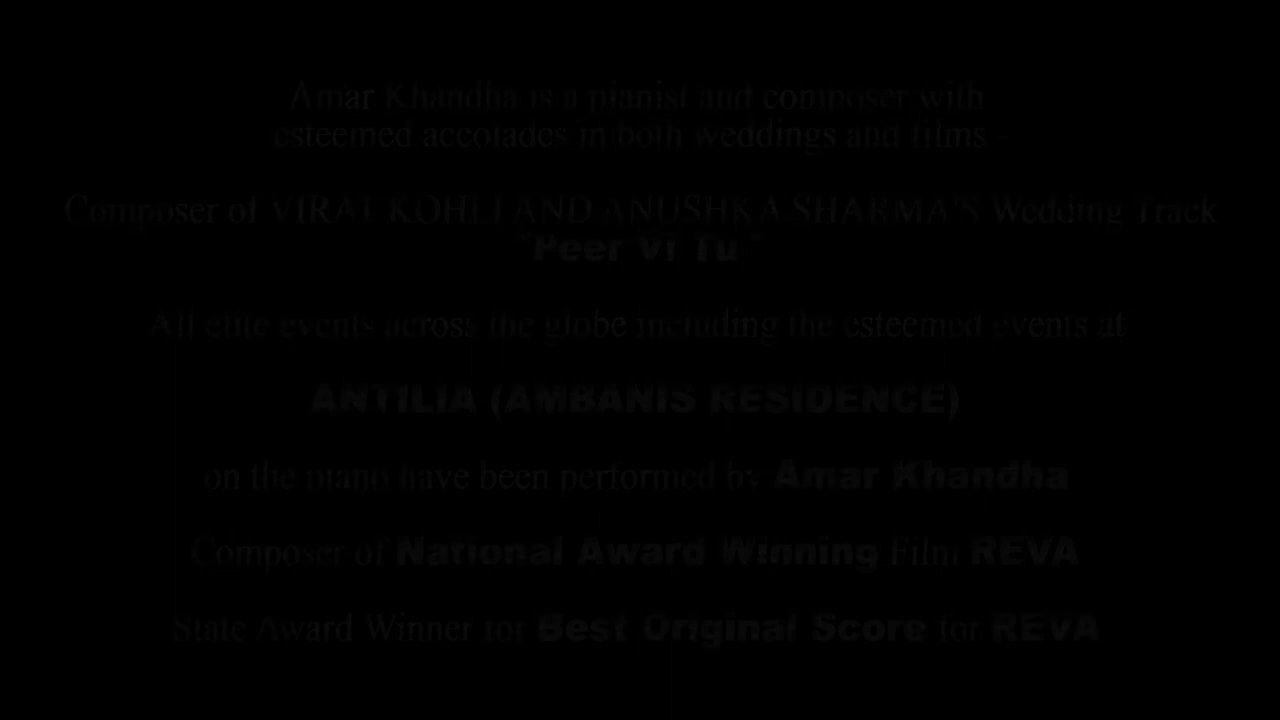 Amar Khandha is a pianist and composer with
esteemed accolades in both weddings and films -
Composer of VIRAT KOHLI AND ANUSHKA SHARMA'S Wedding Track
"Peer Vi Tu"
All elite events across the globe including the esteemed events at
ANTILIA (AMBANIS RESIDENCE)
on the piano have been performed by Amar Khandha
Composer of National Award Winning Film REVA
State Award Winner for Best Original Score for REVA